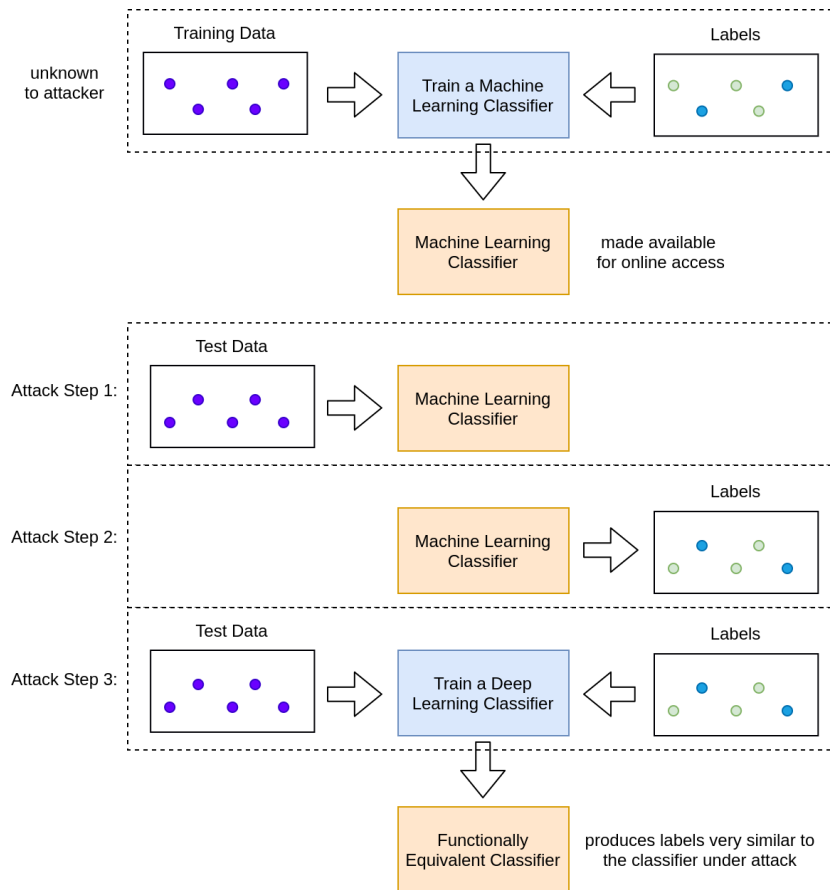 Training Data
Labels
unknown
to attacker
Train a Machine
Learning Classifier
Machine Learning
Classifier
made available
for online access
Test Data
Attack Step 1:
Machine Learning
Classifier
Labels
Attack Step 2:
Machine Learning
Classifier
Test Data
Labels
Attack Step 3:
Train a Deep
Learning Classifier
Functionally
Equivalent Classifier
produces labels very similar to
the classifier under attack